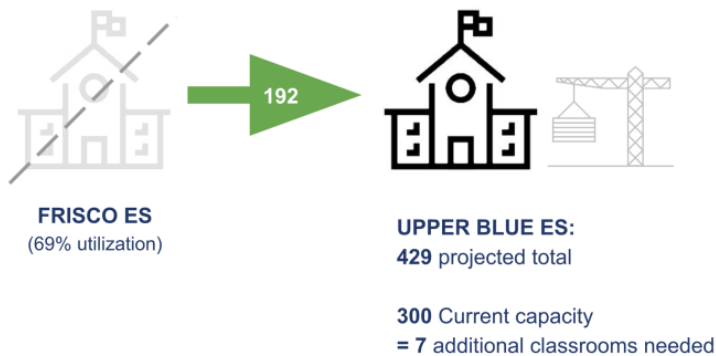 192
FRISCO ES
(69% utilization)
UPPER BLUE ES:
429 projected total
300 Current capacity
= 7 additional classrooms needed